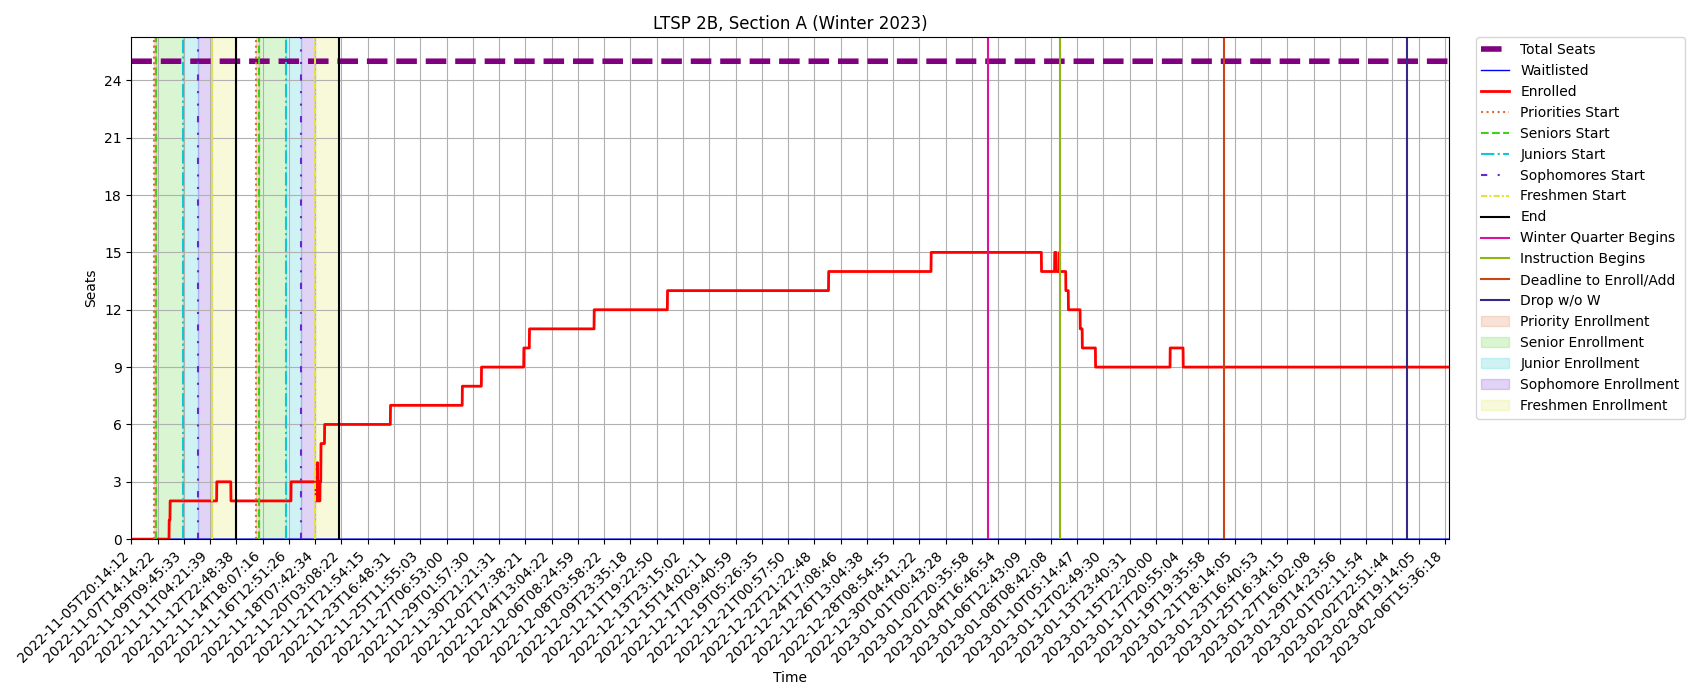 LTSP 2B, Section A (Winter 2023)
Seats
24
21
18
15
12
9
6
3
0
2022-11-05T20:14:12
2022-11-07T14:14:22
2022-11-09T09:45:33
2022-11-11T04:21:39
2022-11-12T22:48:38
2022-11-14T18:07:16
2022-11-16T12:51:26
2022-11-18T07:42:34
2022-11-20T03:08:22
2022-11-21T21:54:15
2022-11-23T16:48:31
2022-11-25T11:55:03
2022-11-27T06:53:00
2022-11-29T01:57:30
2022-11-30T21:21:31
2022-12-02T17:38:21
2022-12-04T13:04:22
2022-12-06T08:24:59
2022-12-08T03:58:22
2022-12-09T23:35:18
2022-12-11T19:22:50
2022-12-13T23:15:02
2022-12-15T14:02:11
2022-12-17T09:40:59
2022-12-19T05:26:35
2022-12-21T00:57:50
2022-12-22T21:22:48
2022-12-24T17:08:46
2022-12-26T13:04:38
2022-12-28T08:54:55
2022-12-30T04:41:22
2023-01-01T00:43:28
2023-01-02T20:35:58
2023-01-04T16:46:54
2023-01-06T12:43:09
2023-01-08T08:42:08
2023-01-10T05:14:47
2023-01-12T02:49:30
2023-01-13T23:40:31
2023-01-15T22:20:00
2023-01-17T20:55:04
2023-01-19T19:35:58
2023-01-21T18:14:05
2023-01-23T16:40:53
2023-01-25T16:34:15
2023-01-27T16:02:08
2023-01-29T14:23:56
2023-02-01T02:11:54
2023-02-02T22:51:44
2023-02-04T19:14:05
2023-02-06T15:36:18
Time
Total Seats
Waitlisted
Enrolled
Priorities Start
Seniors Start
Juniors Start
Sophomores Start
Freshmen Start
End
Winter Quarter Begins
Instruction Begins
Deadline to Enroll/Add
Drop w/o W
Priority Enrollment
Senior Enrollment
Junior Enrollment
Sophomore Enrollment
Freshmen Enrollment